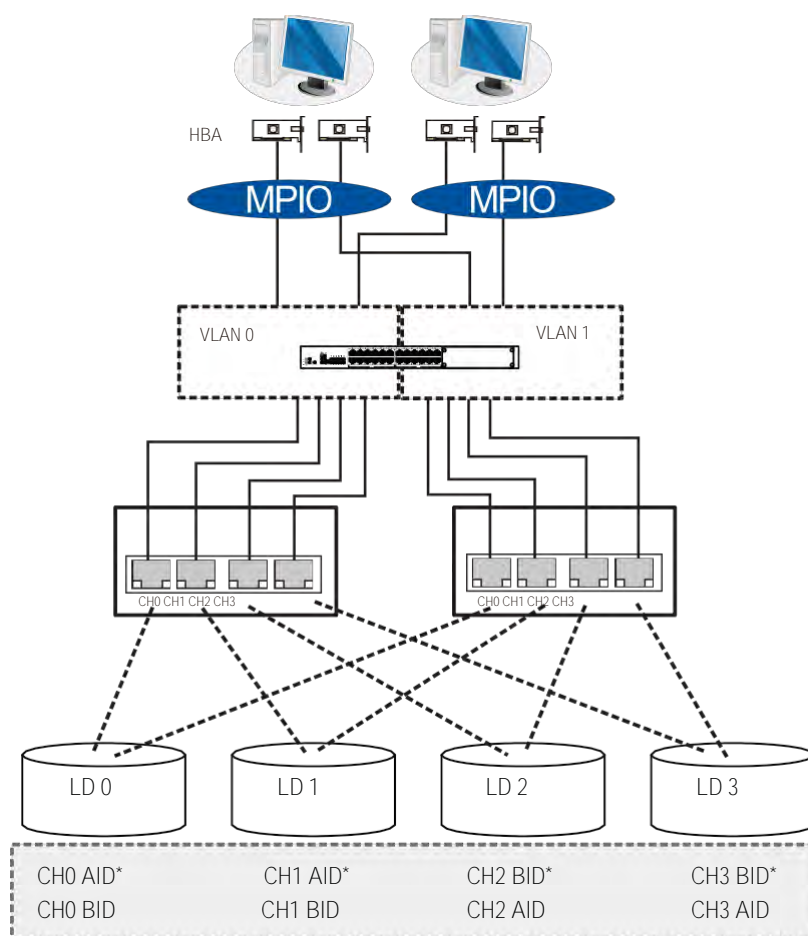 HBA
MPIO MPIO
VLAN 0 VLAN 1
CH0 CH1 CH2 CH3 CH0 CH1 CH2 CH3
LD 0 LD 1 LD 2 LD 3
CH0 AID* CH1 AID* CH2 BID* CH3 BID*
CH0 BID CH1 BID CH2 AID CH3 AID